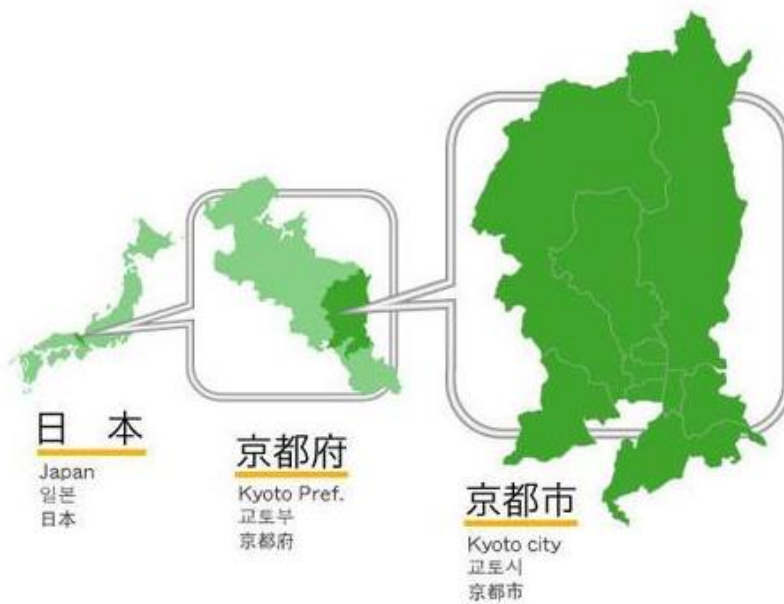 日 本
Japan
일본
日本
京都府
Kyoto Pref.
교토부
京都府
京都市
Kyoto city
교토시
京都市